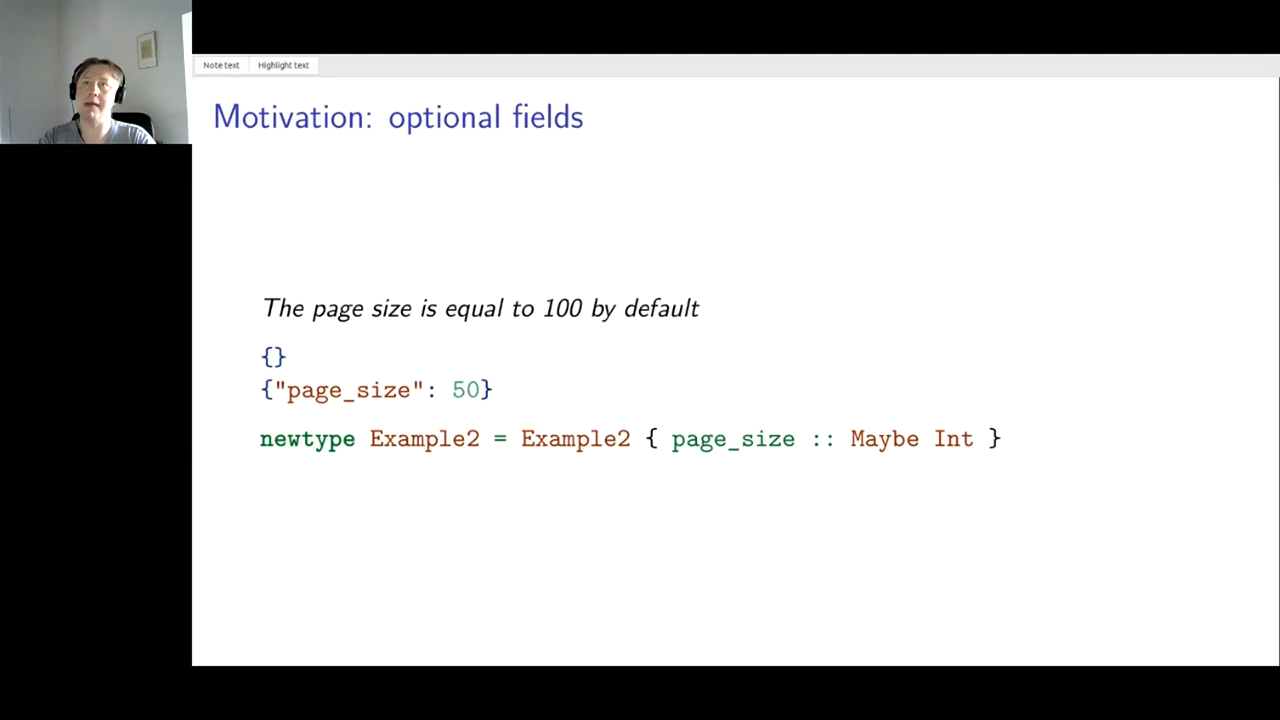 Note text Highlight text
Motivation: optional fields
The page size is equal to 100 by default
{}
{"page_size": 50}
newtype Example2 = Example2 { page_size :: Maybe Int }